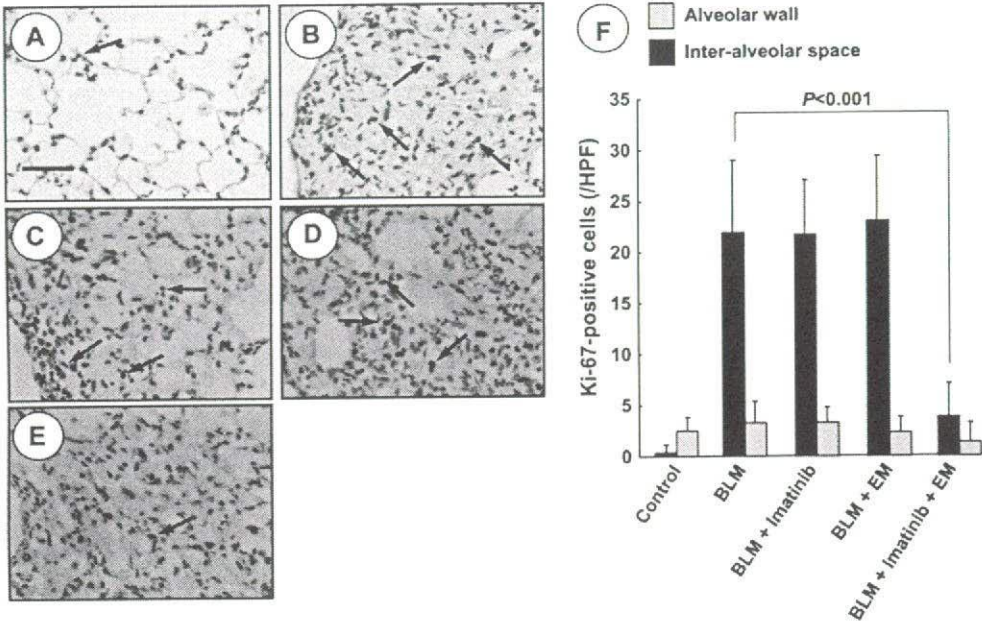 A
B
C
D
E
F
Alveolar wall
Inter-alveolar space
P<0.001
Ki-67-positive cells (/HPF)
35
30
25
20
15
10
5
0
Control
BLM
BLM + Imatinib
BLM + EM
BLM + Imatinib + EM